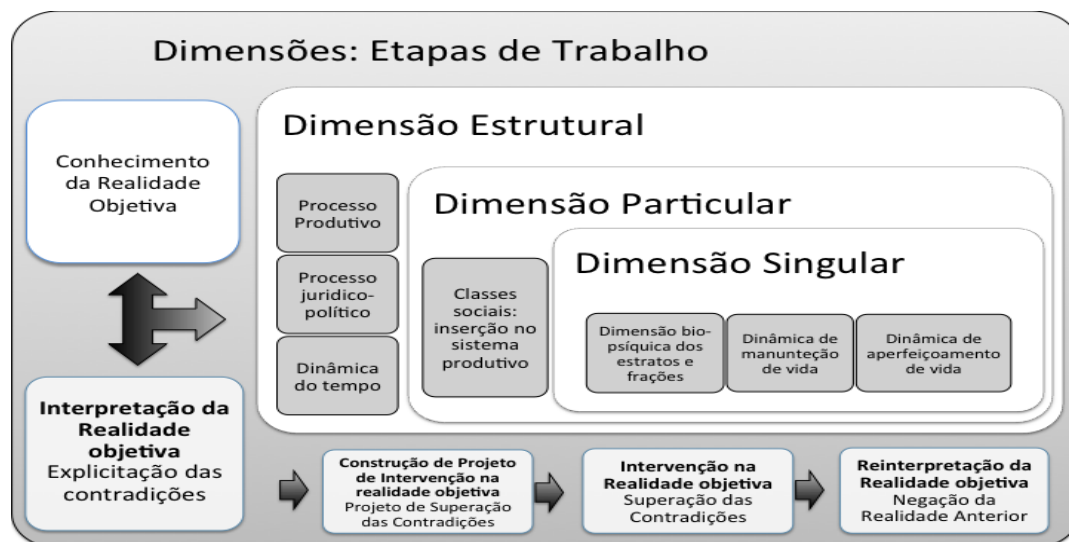 Dimensões: Etapas de Trabalho
Conhecimento
da Realidade
Objetiva
Dimensão Estrutural
Processo
Produtivo
Processo
juridico-
político
Dinâmica
do tempo
Dimensão Particular
Classes
sociais:
inserção no
sistema
produtivo
Dimensão Singular
Dimensão bio-
psíquica dos
estratos e
frações
Dinâmica de
manunteção
de vida
Dinâmica de
aperfeiçoamento
de vida
Interpretação da
Realidade
objetiva
Explicitação das
contradições
Construção de Projeto
de Intervenção na
realidade objetiva
Projeto de Superação
das Contradições
Intervenção na
Realidade objetiva
Superação das
Contradições
Reinterpretação da
Realidade objetiva
Negação da
Realidade Anterior